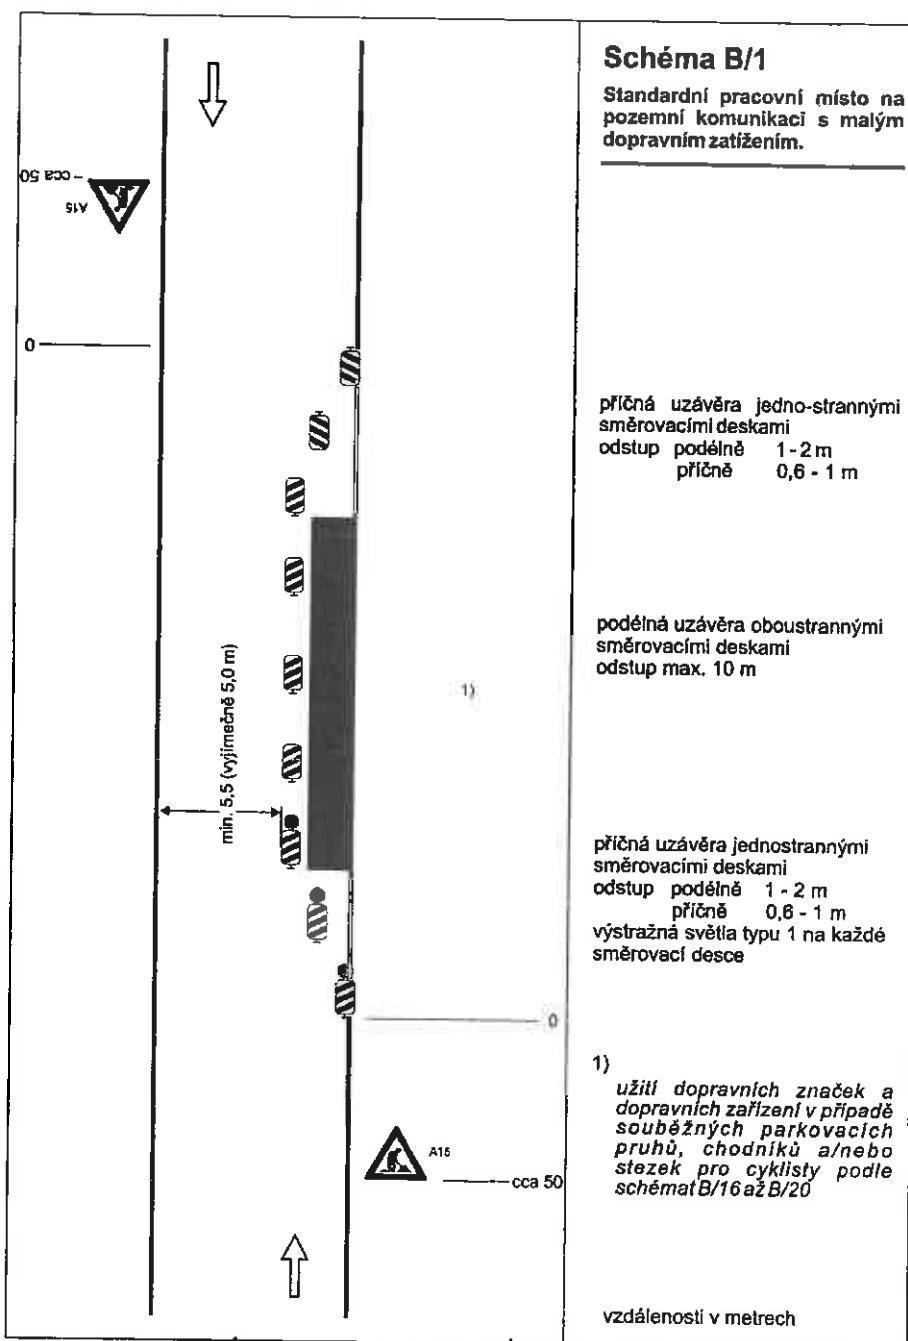 Schéma B/1
Standardní pracovní místo na
pozemní komunikaci s malým
dopravním zatížením.
cca 50
A15
0
příčná uzávěra jedno-strannými
směrovacími deskami
odstup podélně 1 - 2 m
příčně 0,6 - 1 m
podélná uzávěra oboustrannými
směrovacími deskami
odstup max. 10 m
1)
min. 5,5 (vyjímečně 5,0 m)
příčná uzávěra jednostrannými
směrovacími deskami
odstup podélně 1 - 2 m
příčně 0,6 - 1 m
výstražná světla typu 1 na každé
směrovací desce
0
1)
užití dopravních značek a
dopravních zařízení v případě
souběžných parkovacích
pruhů, chodníků a/nebo
stezek pro cyklisty podle
schémat B/16 až B/20
A15
cca 50
vzdálenosti v metrech